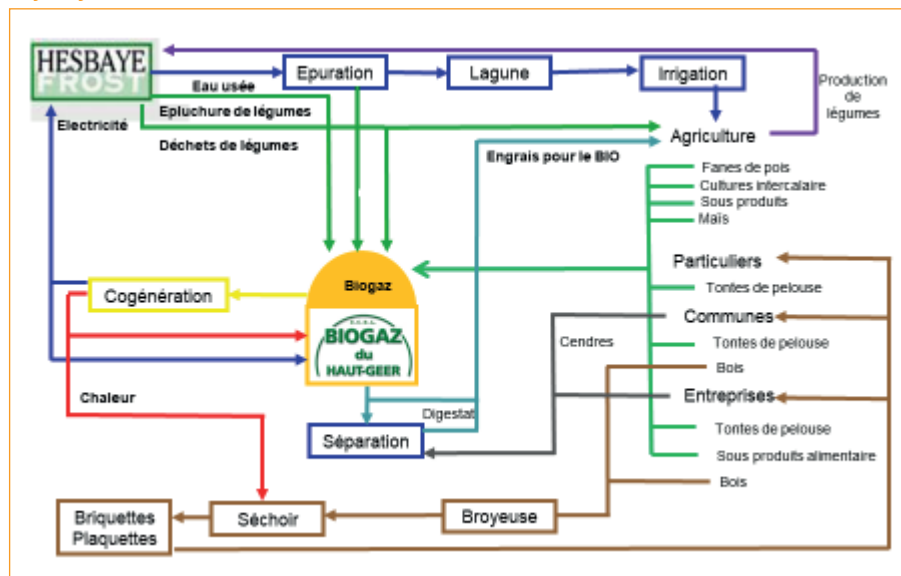 HESBAYE
FROST
Eau usée
Epuration
Lagune
Irrigation
Production
de
légumes
Electricité
Epluchure de légumes
Déchets de légumes
Agriculture
Engrais pour le BIO
Fanes de pois
Cultures intercalaire
Sous produits
Maïs
Particuliers
Tontes de pelouse
Communes
Tontes de pelouse
Bois
Entreprises
Tontes de pelouse
Sous produits alimentaire
Bois
Cogénération
Biogaz
BIOGAZ
du
HAUT-GEER
Cendres
Chaleur
Digestat
Séparation
Briquettes
Plaquettes
Séchoir
Broyeuse